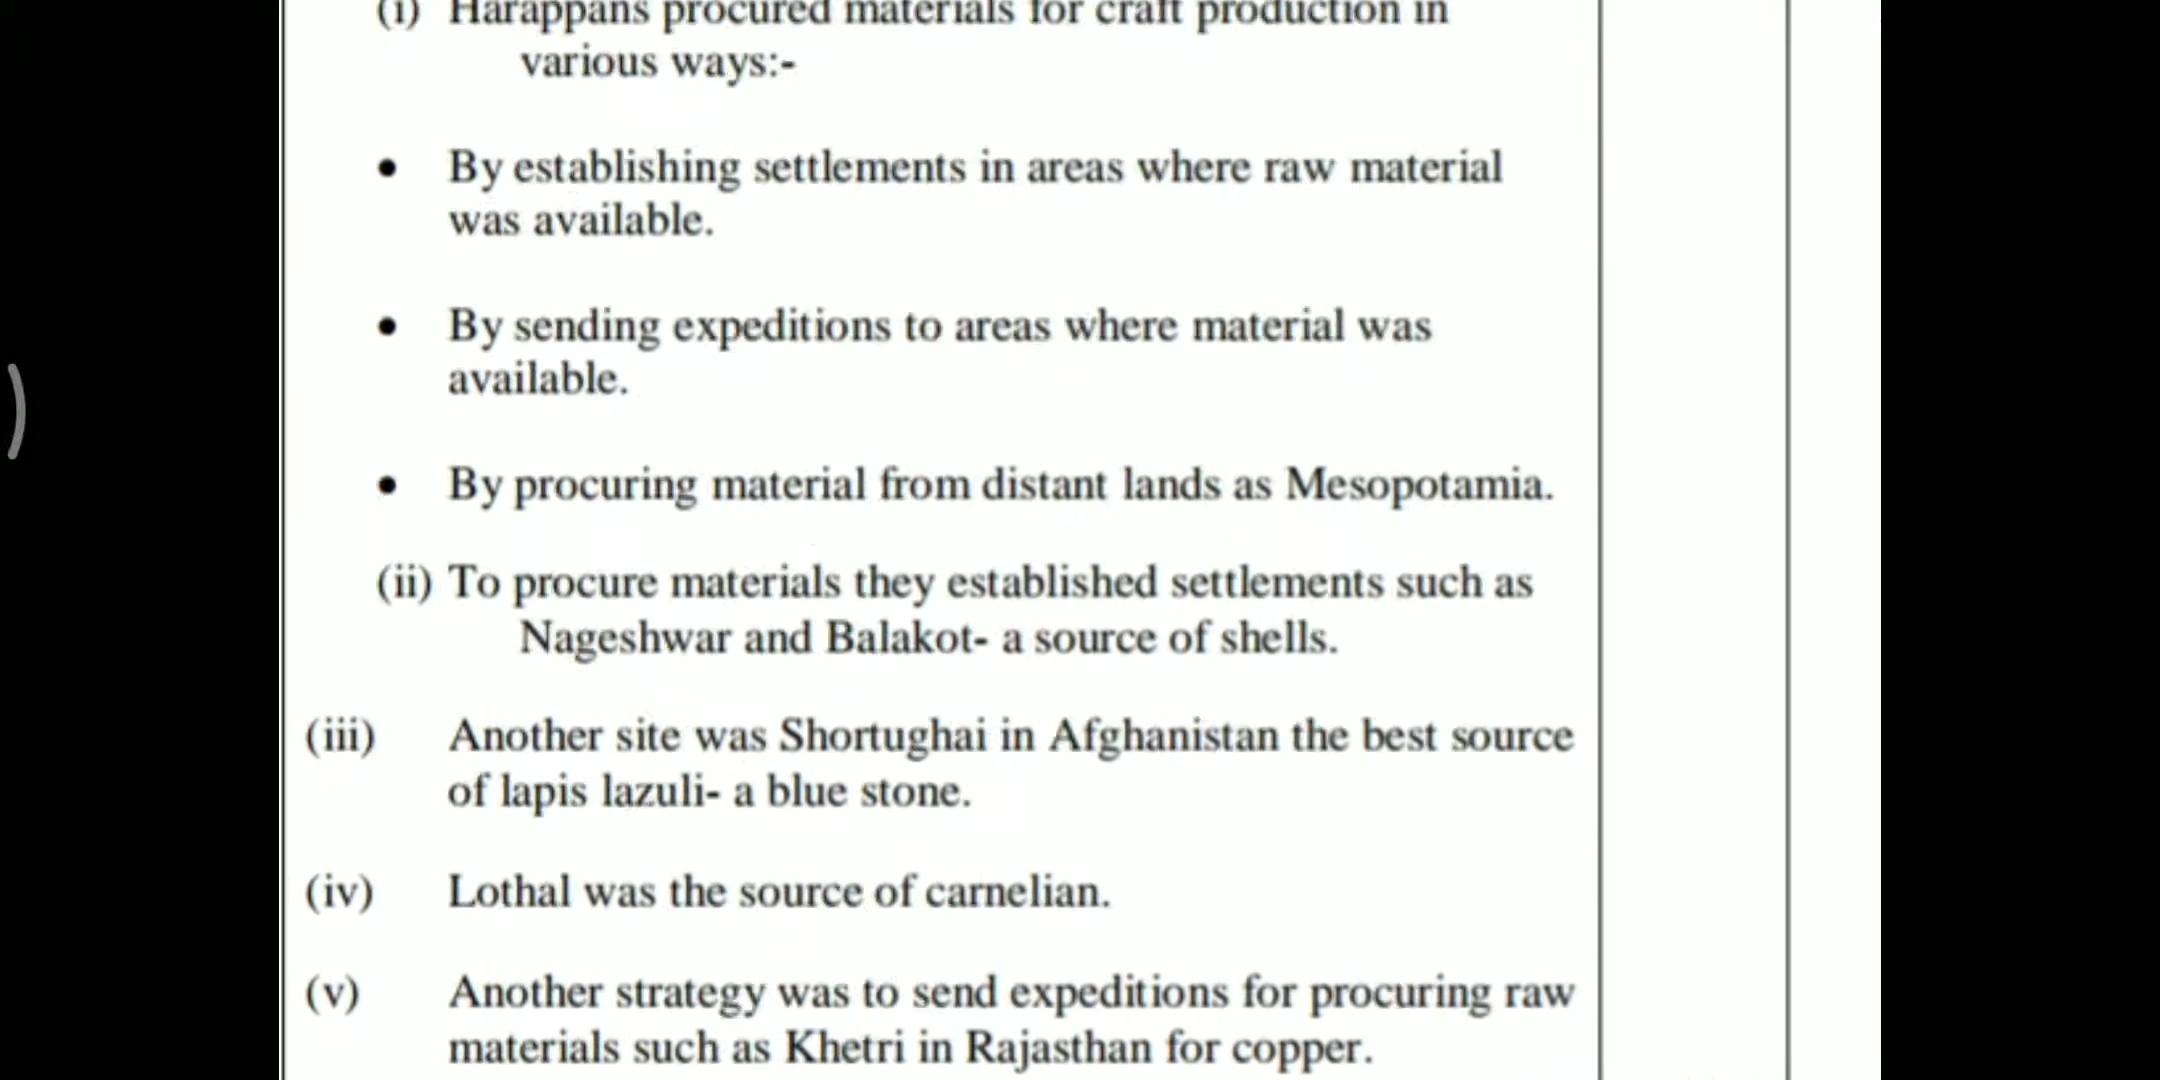 (i) Harappans procured materials for craft production in
various ways:-
• By establishing settlements in areas where raw material
was available.
• By sending expeditions to areas where material was
available.
• By procuring material from distant lands as Mesopotamia.
(ii) To procure materials they established settlements such as
Nageshwar and Balakot- a source of shells.
(iii) Another site was Shortughai in Afghanistan the best source
of lapis lazuli- a blue stone.
(iv) Lothal was the source of carnelian.
(v) Another strategy was to send expeditions for procuring raw
materials such as Khetri in Rajasthan for copper.